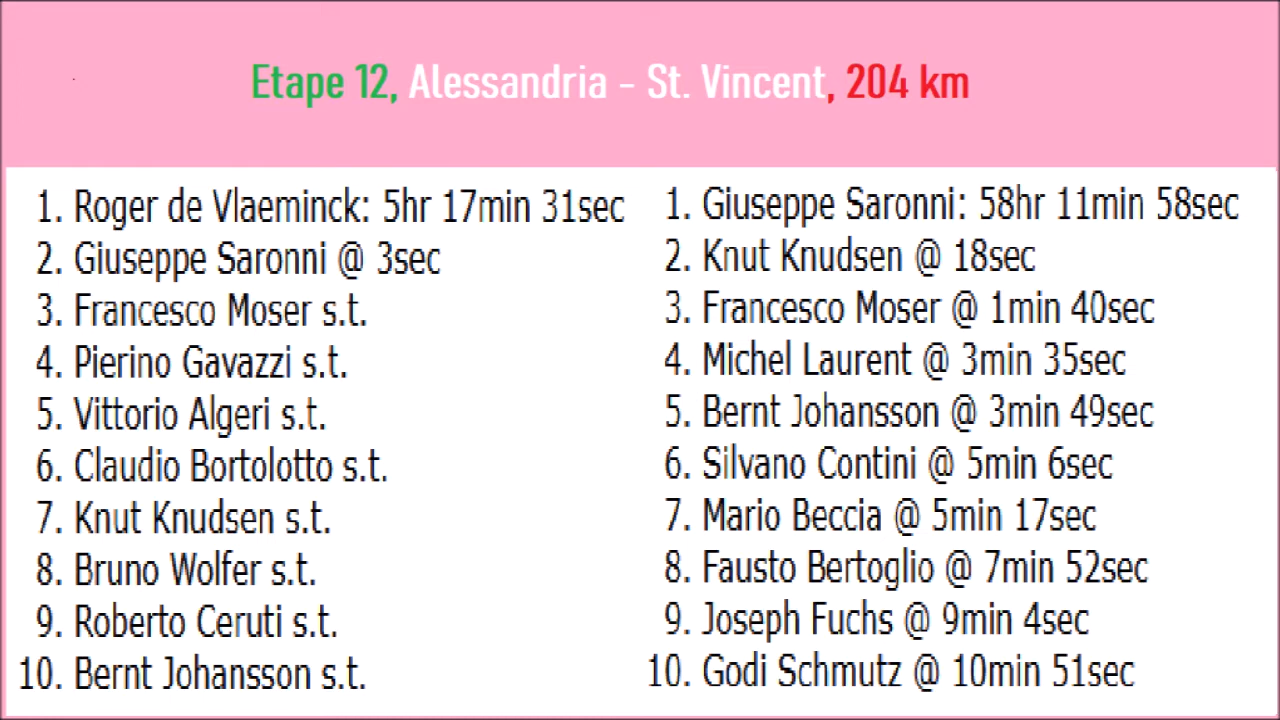 Etape 12, Alessandria - St. Vincent, 204 km
1. Roger de Vlaeminck: 5hr 17min 31sec
2. Giuseppe Saronni @ 3sec
3. Francesco Moser s.t.
4. Pierino Gavazzi s.t.
5. Vittorio Algeri s.t.
6. Claudio Bortolotto s.t.
7. Knut Knudsen s.t.
8. Bruno Wolfer s.t.
9. Roberto Ceruti s.t.
10. Bernt Johansson s.t.
1. Giuseppe Saronni: 58hr 11min 58sec
2. Knut Knudsen @ 18sec
3. Francesco Moser @ 1min 40sec
4. Michel Laurent @ 3min 35sec
5. Bernt Johansson @ 3min 49sec
6. Silvano Contini @ 5min 6sec
7. Mario Beccia @ 5min 17sec
8. Fausto Bertoglio @ 7min 52sec
9. Joseph Fuchs @ 9min 4sec
10. Godi Schmutz @ 10min 51sec